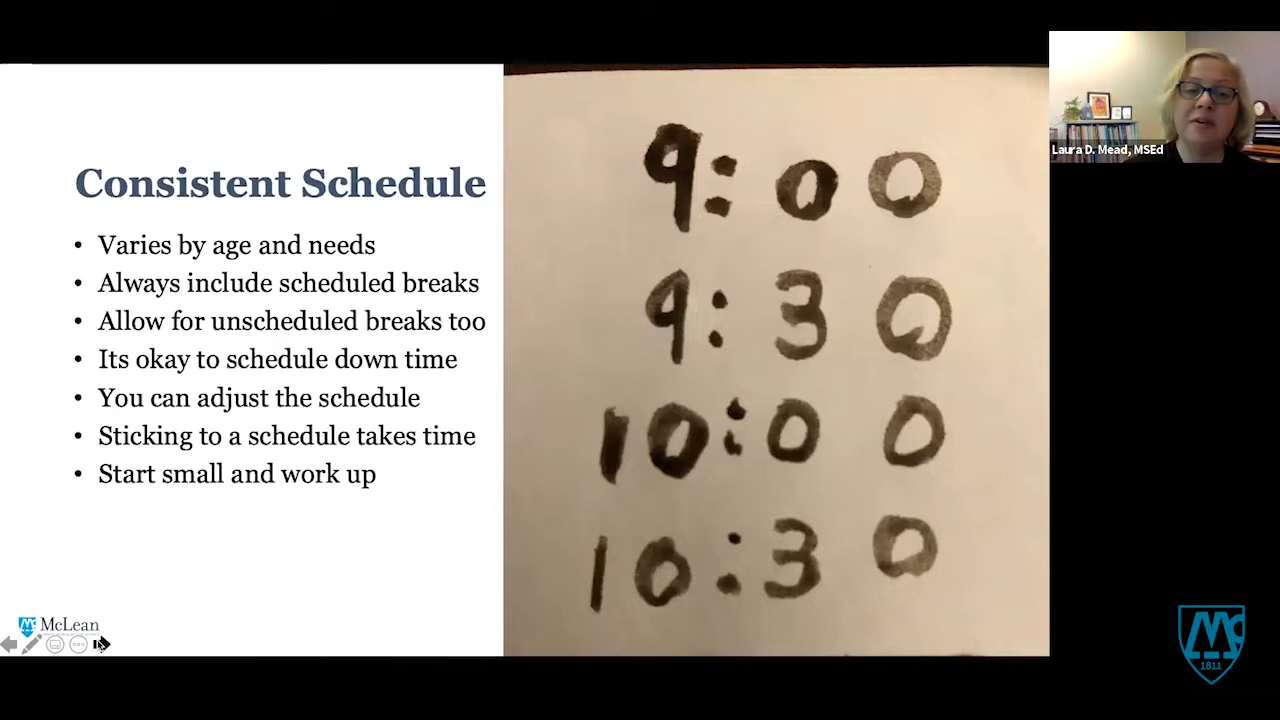 Consistent Schedule
• Varies by age and needs
• Always include scheduled breaks
• Allow for unscheduled breaks too
• Its okay to schedule down time
• You can adjust the schedule
• Sticking to a schedule takes time
• Start small and work up
9:00
9:30
10:00
10:30
Laura D. Mead, MSEd
McLean
Mc
1811